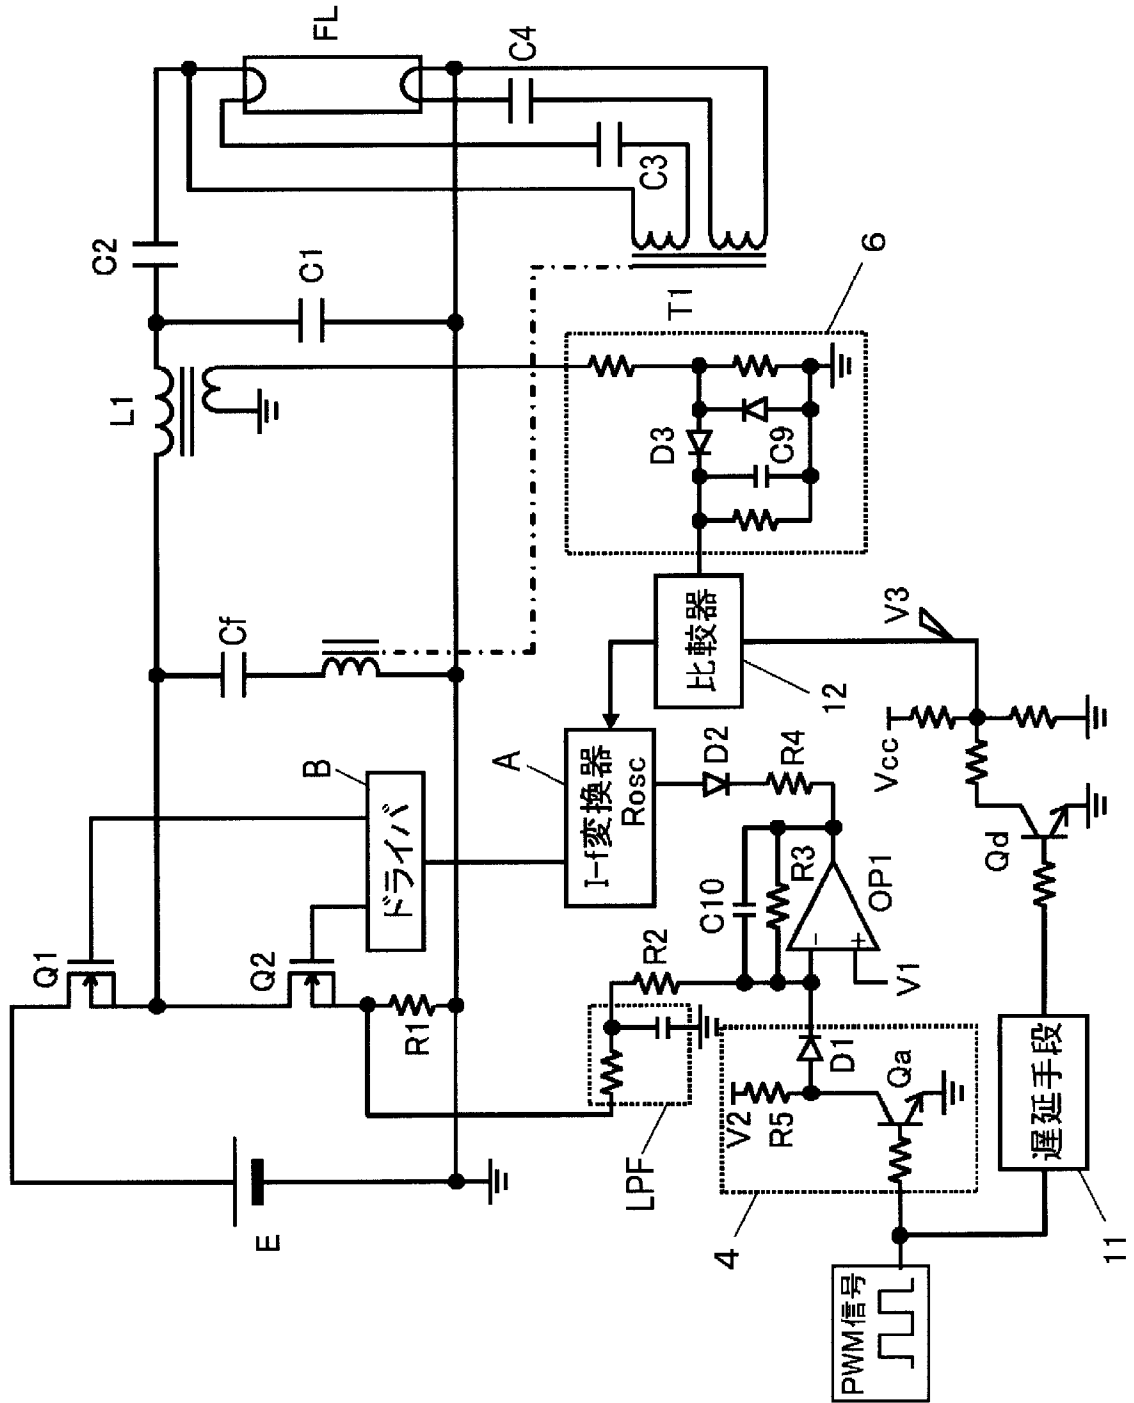 FL
C4
C2
C3
C1
6
T1
L1
D3
C9
V3
Cf
比較器
12
Vcc
D2
R4
A
I-f変換器
Rosc
B
ドライバ
Qd
R3
OP1
C10
Q1
Q2
R2
V1
R1
D1
Qa
V2
R5
遅延手段
LPF
E
4
11
PWM信号
−
+